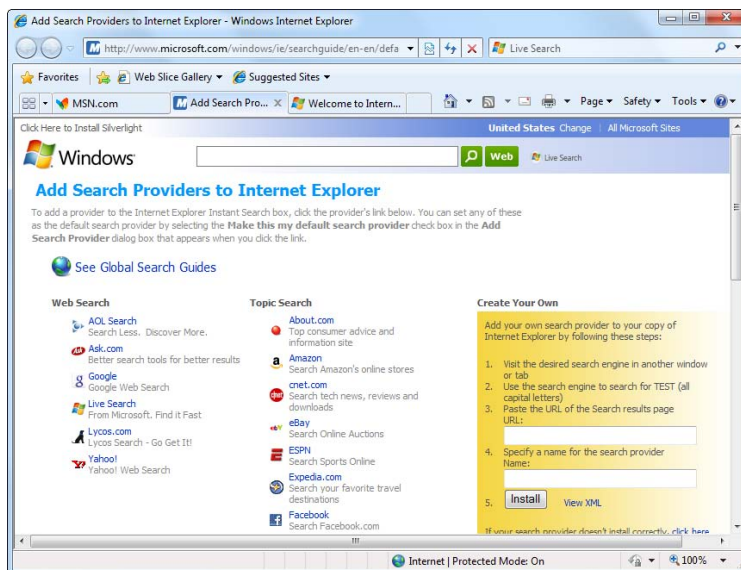 Add Search Providers to Internet Explorer - Windows Internet Explorer
http://www.microsoft.com/windows/ie/searchguide/en-en/defa
Live Search
Favorites
Web Slice Gallery
Suggested Sites
MSN.com
Add Search Pro...
Welcome to Intern...
Page
Safety
Tools
Click Here to Install Silverlight
United States Change | All Microsoft Sites
Windows
Web
Live Search
Add Search Providers to Internet Explorer
To add a provider to the Internet Explorer Instant Search box, click the provider's link below. You can set any of these
as the default search provider by selecting the Make this my default search provider check box in the Add
Search Provider dialog box that appears when you click the link.
See Global Search Guides
Web Search
AOL Search
Search Less. Discover More.
Ask.com
Better search tools for better results
Google
Google Web Search
Live Search
From Microsoft. Find it Fast
Lycos.com
Lycos Search - Go Get It!
Yahoo!
Yahoo! Web Search
Topic Search
About.com
Top consumer advice and
information site
Amazon
Search Amazon's online stores
cnet.com
Search tech news, reviews and
downloads
eBay
Search Online Auctions
ESPN
Search Sports Online
Expedia.com
Search your favorite travel
destinations
Facebook
Search Facebook.com
Create Your Own
Add your own search provider to your copy of
Internet Explorer by following these steps:
1. Visit the desired search engine in another window
or tab
2. Use the search engine to search for TEST (all
capital letters)
3. Paste the URL of the Search results page
URL:
4. Specify a name for the search provider
Name:
5. Install View XML
If your search provider doesn't install correctly, click here
Internet | Protected Mode: On
100%